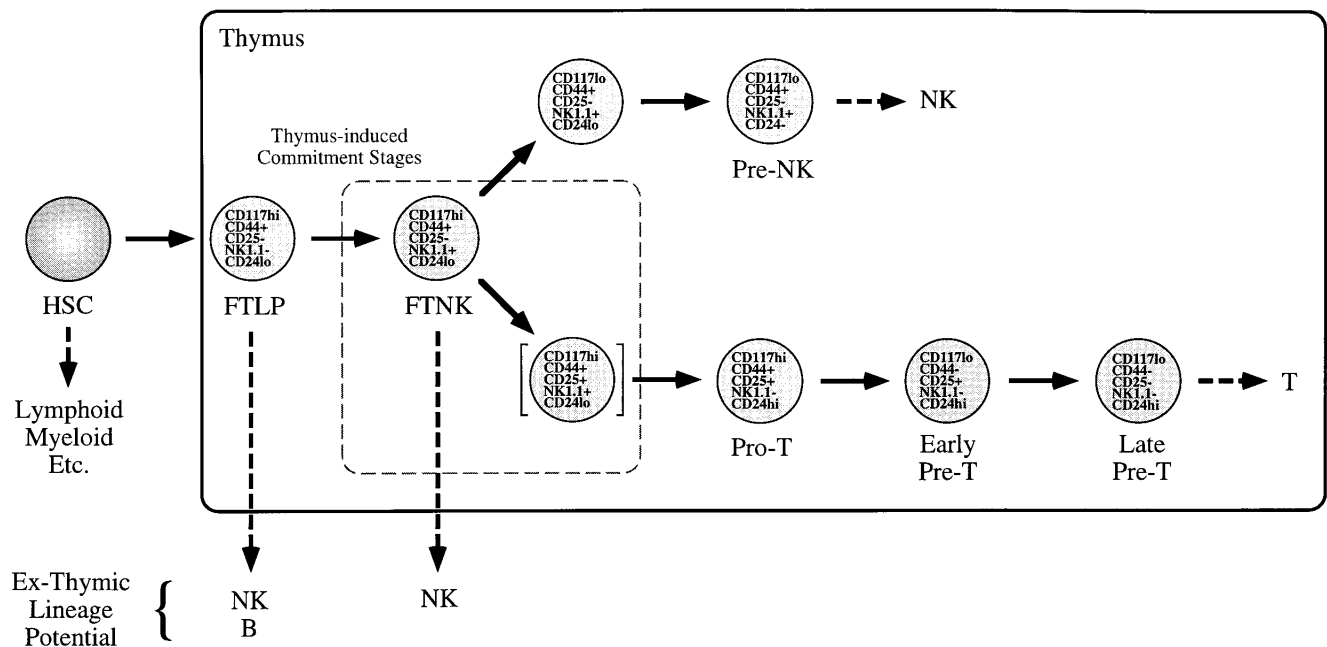 Thymus
CD117lo
CD44+
CD25-
NK1.1+
CD24lo
CD117lo
CD44+
CD25-
NK1.1+
CD24-
NK
Pre-NK
Thymus-induced
Commitment Stages
HSC
CD117hi
CD44+
CD25-
NK1.1-
CD24lo
FTLP
CD117hi
CD44+
CD25-
NK1.1+
CD24lo
FTNK
Lymphoid
Myeloid
Etc.
CD117hi
CD44+
CD25+
NK1.1+
CD24lo
CD117hi
CD44+
CD25+
NK1.1-
CD24hi
Pro-T
CD117lo
CD44-
CD25+
NK1.1-
CD24hi
Early
Pre-T
CD117lo
CD44-
CD25-
NK1.1-
CD24hi
Late
Pre-T
T
Ex-Thymic
Lineage
Potential
NK
B
NK